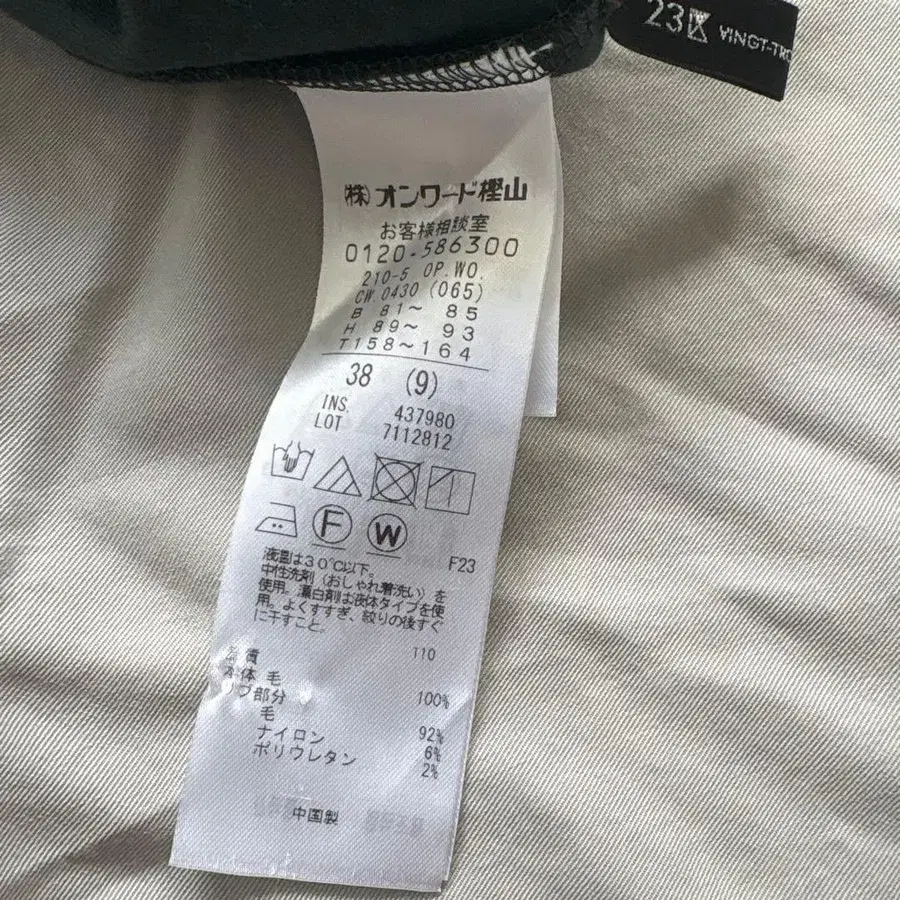 23区 VINGT-TRO
(株)オンワード樫山
お客様相談室
0120-586300
210-5 OP.WO.
CW.0430 (065)
B 81～ 85
H 89～ 93
T158～164
38 (9)
INS. 437980
LOT 7112812
F W
F23
液温は30℃以下。
中性洗剤（おしゃれ着洗い）を
使用。漂白剤は液体タイプを使
用。よくすすぎ、絞りの後すぐ
に干すこと。
品質 110
本体 毛 100%
リブ部分
毛 92%
ナイロン 6%
ポリウレタン 2%
中国製